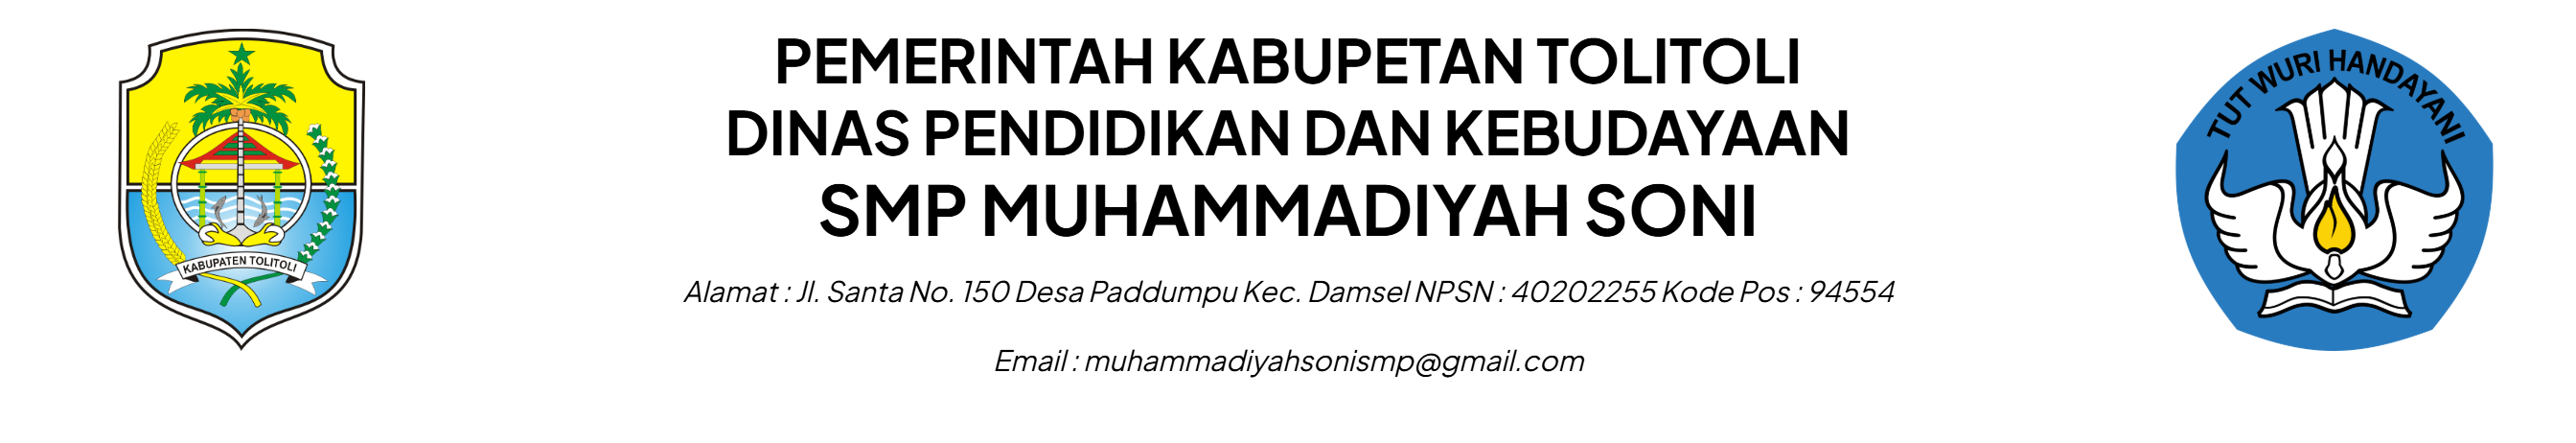 PEMERINTAH KABUPETAN TOLITOLI
DINAS PENDIDIKAN DAN KEBUDAYAAN
SMP MUHAMMADIYAH SONI
Alamat : Jl. Santa No. 150 Desa Paddumpu Kec. Damsel NPSN : 40202255 Kode Pos : 94554
Email : muhammadiyahsonismp@gmail.com
KABUPATEN TOLITOLI
TUT WURI HANDAYANI